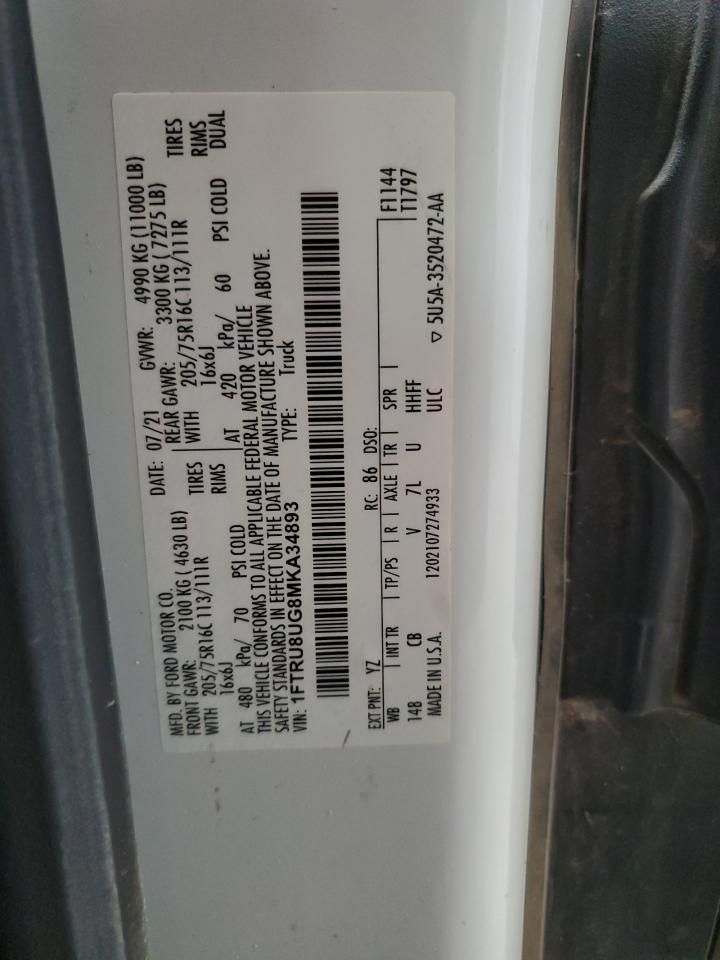 MFD. BY FORD MOTOR CO. DATE: 07/21 GVWR: 4990 KG (11000 LB)
FRONT GAWR: 2100 KG ( 4630 LB) REAR GAWR: 3300 KG ( 7275 LB)
WITH 205/75R16C 113/111R TIRES WITH 205/75R16C 113/111R TIRES
16x6J RIMS 16x6J RIMS
AT 480 kPa/ 70 PSI COLD AT 420 kPa/ 60 PSI COLD DUAL
THIS VEHICLE CONFORMS TO ALL APPLICABLE FEDERAL MOTOR VEHICLE
SAFETY STANDARDS IN EFFECT ON THE DATE OF MANUFACTURE SHOWN ABOVE.
VIN: 1FTRU8UG8MKA34893 TYPE: Truck
EXT PNT: YZ RC: 86 DSO: F1144
WB INT TR TP/PS R AXLE TR SPR T1797
148 CB V 7L U HHFF
MADE IN U.S.A. 1202107274933 ULC ▽ 5U5A-3520472-AA